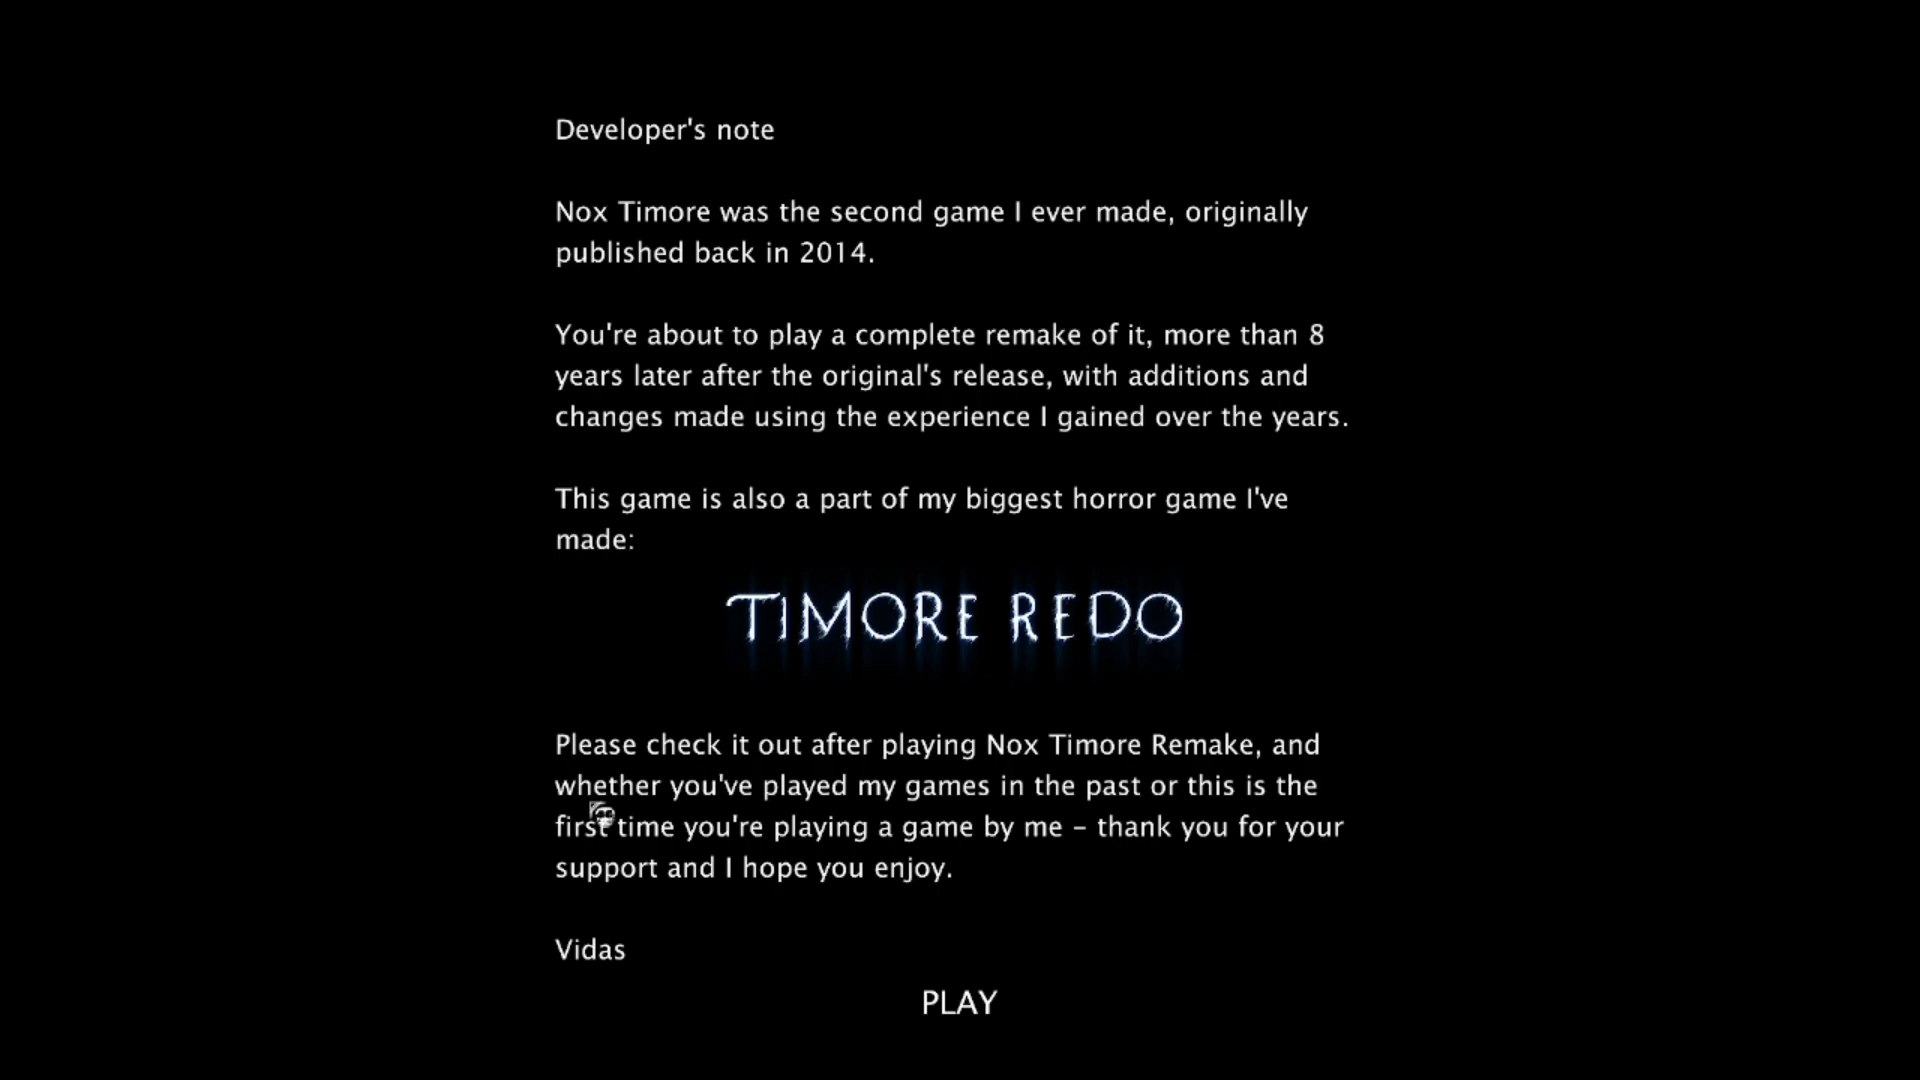 Developer's note
Nox Timore was the second game I ever made, originally
published back in 2014.
You're about to play a complete remake of it, more than 8
years later after the original's release, with additions and
changes made using the experience I gained over the years.
This game is also a part of my biggest horror game I've
made:
TIMORE REDO
Please check it out after playing Nox Timore Remake, and
whether you've played my games in the past or this is the
first time you're playing a game by me – thank you for your
support and I hope you enjoy.
Vidas
PLAY